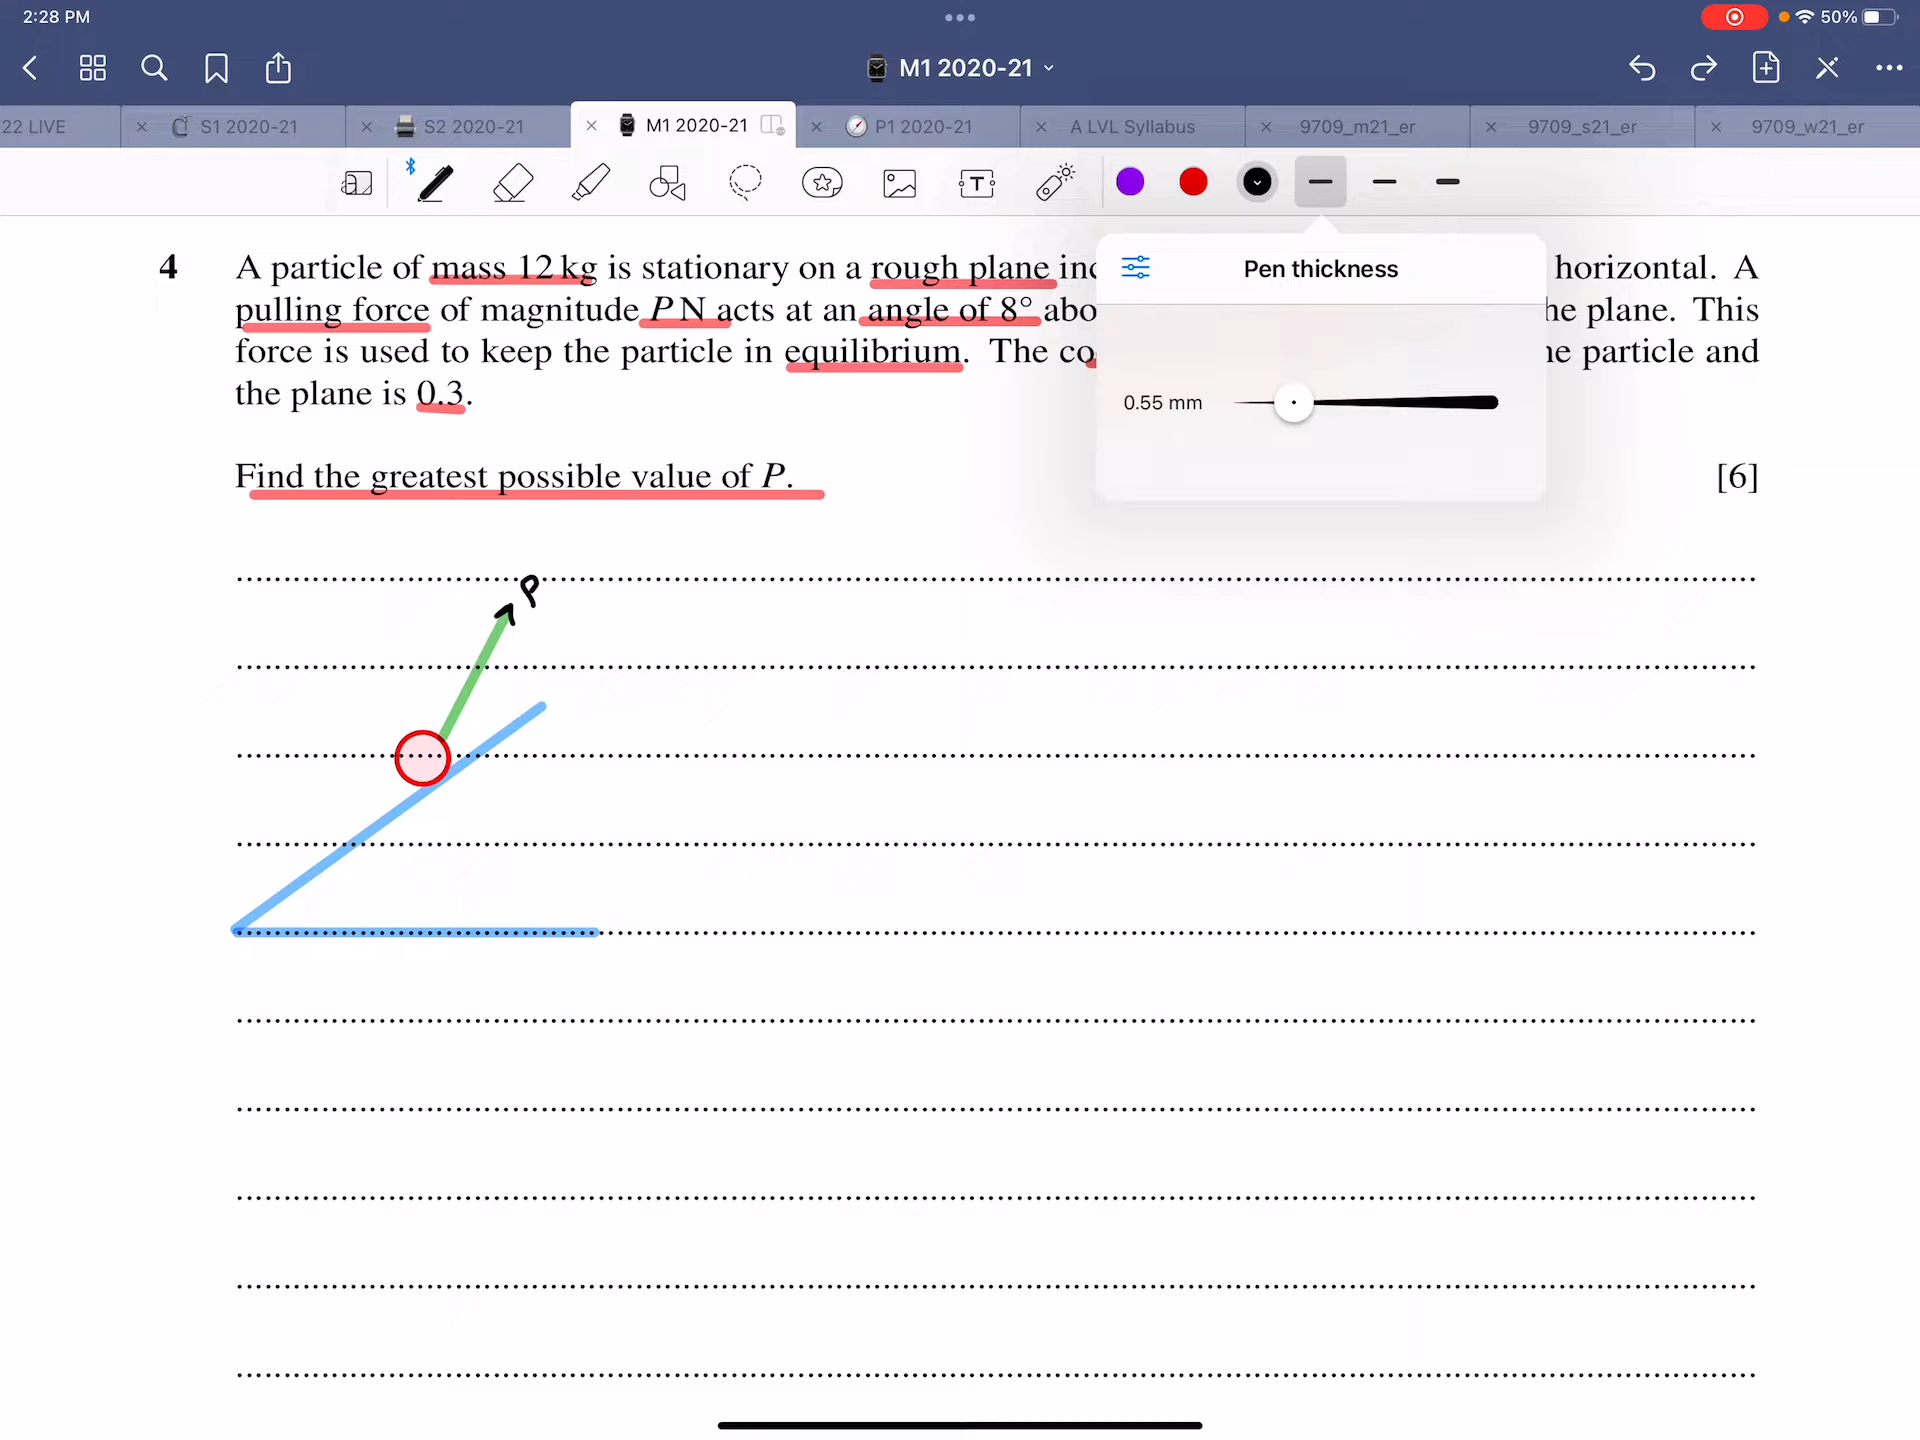 2:28 PM
50%
M1 2020-21
22 LIVE
S1 2020-21
S2 2020-21
M1 2020-21
P1 2020-21
A LVL Syllabus
9709_m21_er
9709_s21_er
9709_w21_er
T
Pen thickness
0.55 mm
4 A particle of mass 12 kg is stationary on a rough plane inc horizontal. A
pulling force of magnitude P N acts at an angle of 8° abo he plane. This
force is used to keep the particle in equilibrium. The co particle and
the plane is 0.3.
Find the greatest possible value of P. [6]
P